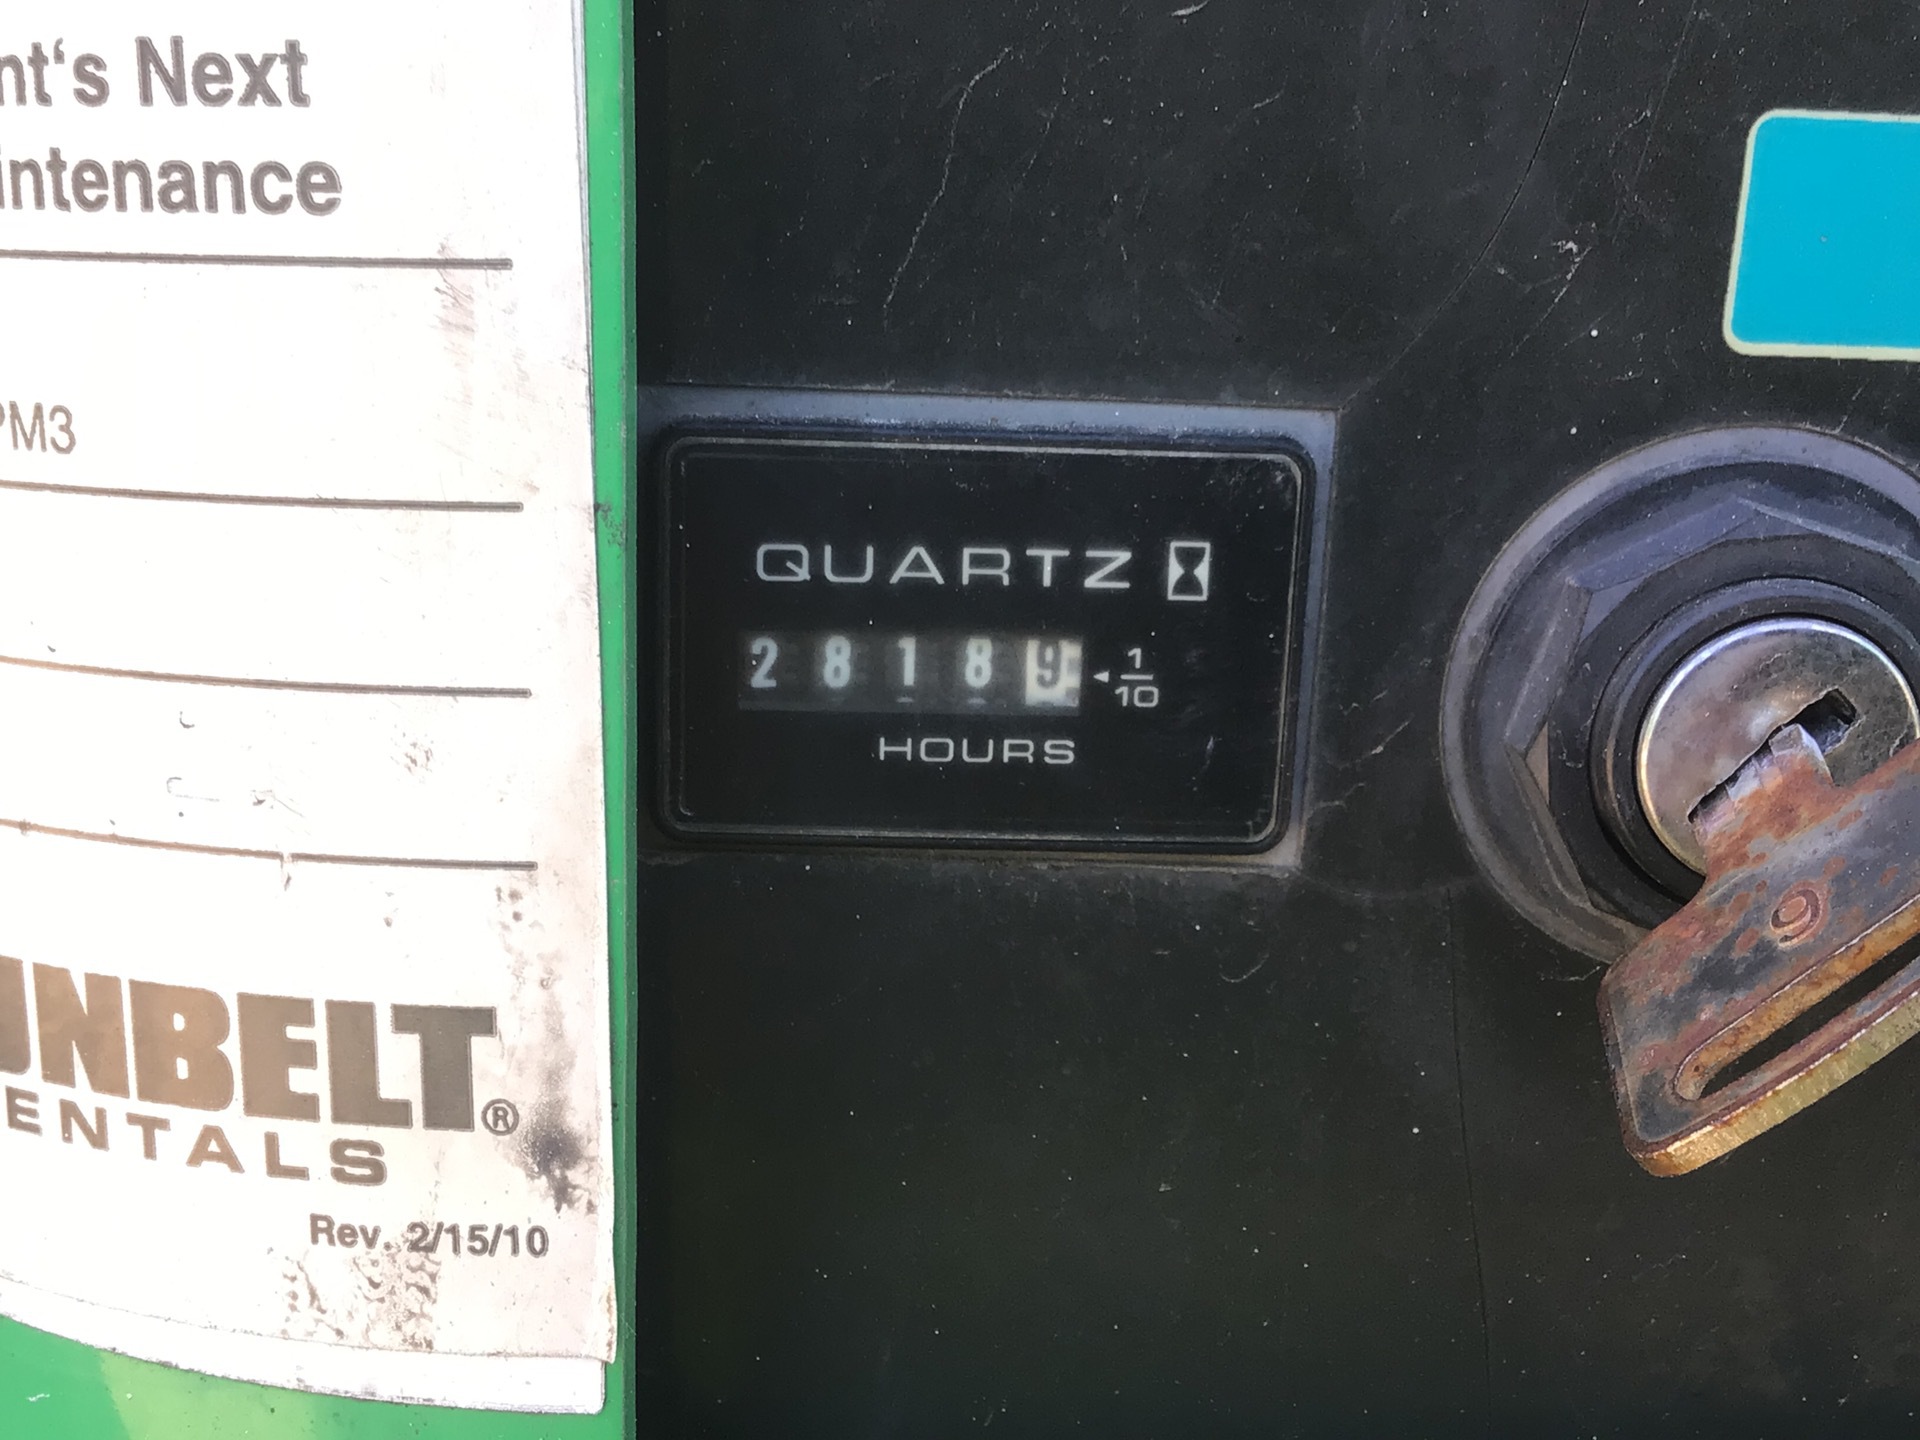 nt‘s Next
intenance
PM3
UNBELT®
ENTALS
Rev. 2/15/10
QUARTZ
28189 1/10
HOURS
9